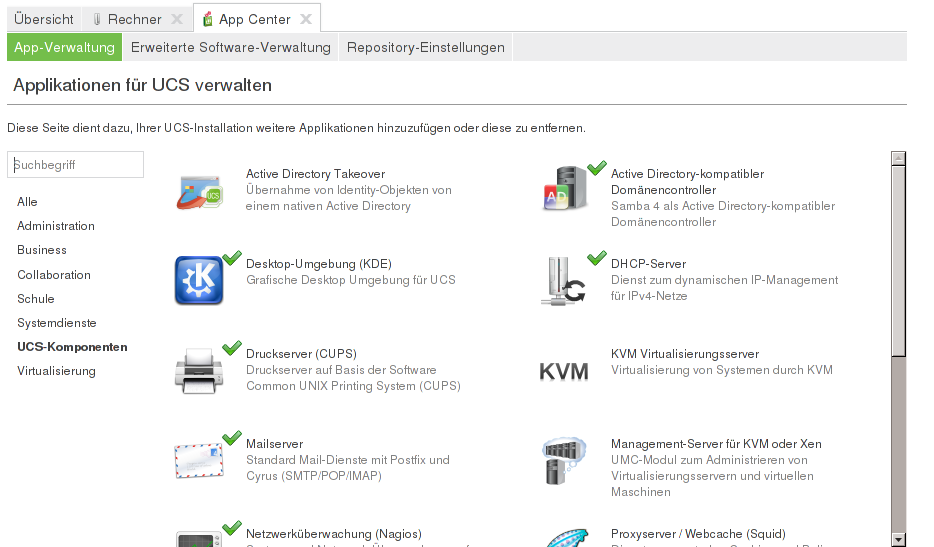 Übersicht
Rechner
App Center
App-Verwaltung
Erweiterte Software-Verwaltung
Repository-Einstellungen
Applikationen für UCS verwalten
Diese Seite dient dazu, Ihrer UCS-Installation weitere Applikationen hinzuzufügen oder diese zu entfernen.
Suchbegriff
Alle
Administration
Business
Collaboration
Schule
Systemdienste
UCS-Komponenten
Virtualisierung
UCS
Active Directory Takeover
Übernahme von Identity-Objekten von
einem nativen Active Directory
AD
Active Directory-kompatibler
Domänencontroller
Samba 4 als Active Directory-kompatibler
Domänencontroller
Desktop-Umgebung (KDE)
Grafische Desktop Umgebung für UCS
DHCP-Server
Dienst zum dynamischen IP-Management
für IPv4-Netze
Druckserver (CUPS)
Druckserver auf Basis der Software
Common UNIX Printing System (CUPS)
KVM
KVM Virtualisierungsserver
Virtualisierung von Systemen durch KVM
Mailserver
Standard Mail-Dienste mit Postfix und
Cyrus (SMTP/POP/IMAP)
Management-Server für KVM oder Xen
UMC-Modul zum Administrieren von
Virtualisierungsservern und virtuellen
Maschinen
Netzwerküberwachung (Nagios)
Proxyserver / Webcache (Squid)